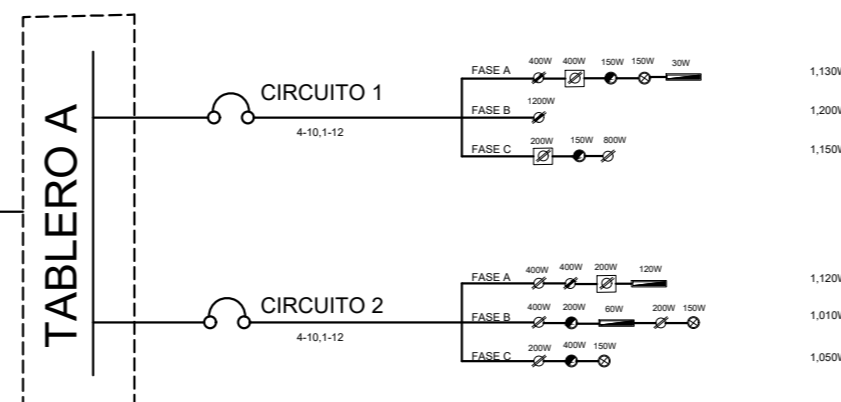 TABLERO A
CIRCUITO 1
4-10,1-12
FASE A 400W 400W 150W 150W 30W 1,130W
FASE B 1200W 1,200W
FASE C 200W 150W 800W 1,150W
CIRCUITO 2
4-10,1-12
FASE A 400W 400W 200W 120W 1,120W
FASE B 400W 200W 60W 200W 150W 1,010W
FASE C 200W 400W 150W 1,050W